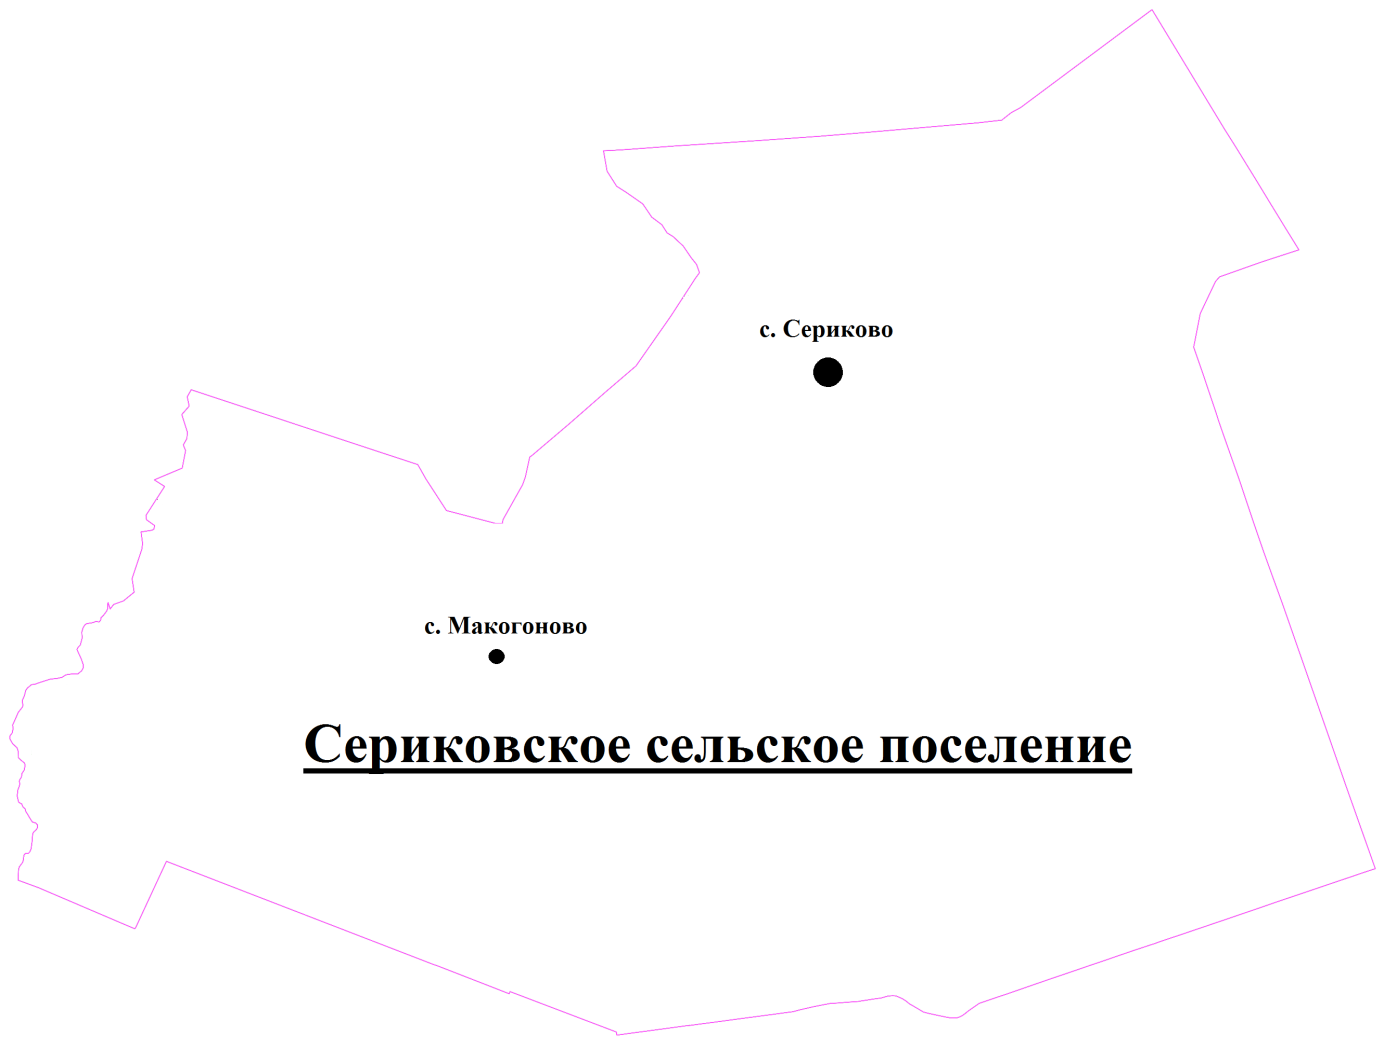 с. Сериково
с. Макогоново
Сериковское сельское поселение